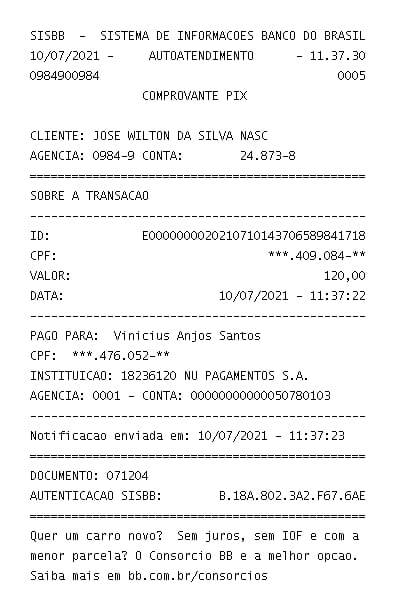 SISBB - SISTEMA DE INFORMACOES BANCO DO BRASIL
10/07/2021 - AUTOATENDIMENTO - 11.37.30
0984900984 0005
COMPROVANTE PIX
CLIENTE: JOSE WILTON DA SILVA NASC
AGENCIA: 0984-9 CONTA: 24.873-8
================================================
SOBRE A TRANSACAO
------------------------------------------------
ID: E0000000020210710143706589841718
CPF: ***.409.084-**
VALOR: 120,00
DATA: 10/07/2021 - 11:37:22
------------------------------------------------
PAGO PARA: Vinicius Anjos Santos
CPF: ***.476.052-**
INSTITUICAO: 18236120 NU PAGAMENTOS S.A.
AGENCIA: 0001 - CONTA: 00000000000050780103
------------------------------------------------
Notificacao enviada em: 10/07/2021 - 11:37:23
================================================
DOCUMENTO: 071204
AUTENTICACAO SISBB: B.18A.802.3A2.F67.6AE
================================================
Quer um carro novo? Sem juros, sem IOF e com a
menor parcela? O Consorcio BB e a melhor opcao.
Saiba mais em bb.com.br/consorcios